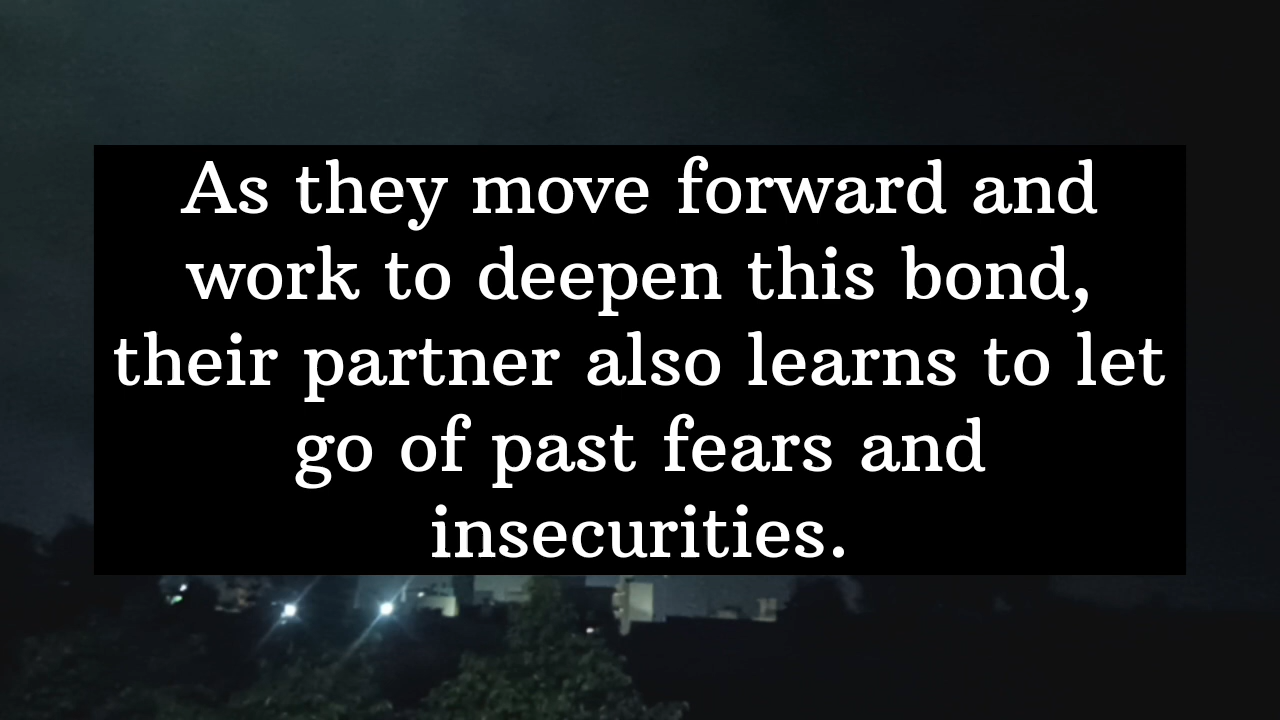 As they move forward and
work to deepen this bond,
their partner also learns to let
go of past fears and
insecurities.